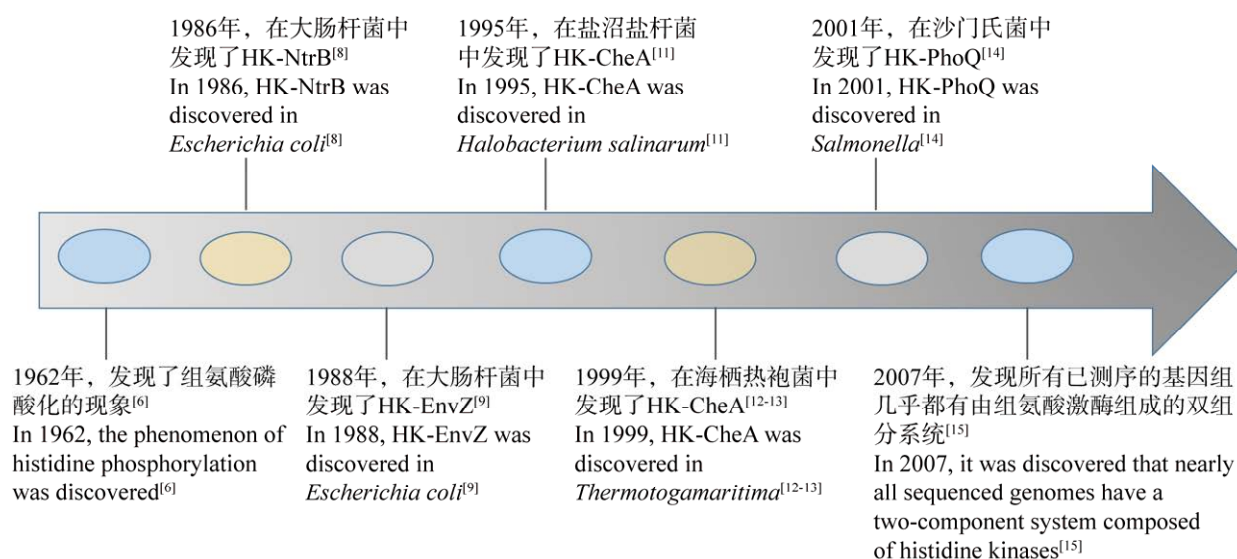 1986年，在大肠杆菌中
发现了HK-NtrB[8]
In 1986, HK-NtrB was
discovered in
Escherichia coli[8]
1995年，在盐沼盐杆菌
中发现了HK-CheA[11]
In 1995, HK-CheA was
discovered in
Halobacterium salinarum[11]
2001年，在沙门氏菌中
发现了HK-PhoQ[14]
In 2001, HK-PhoQ was
discovered in
Salmonella[14]
1962年，发现了组氨酸磷
酸化的现象[6]
In 1962, the phenomenon of
histidine phosphorylation
was discovered[6]
1988年，在大肠杆菌中
发现了HK-EnvZ[9]
In 1988, HK-EnvZ was
discovered in
Escherichia coli[9]
1999年，在海栖热袍菌中
发现了HK-CheA[12-13]
In 1999, HK-CheA was
discovered in
Thermotogamaritima[12-13]
2007年，发现所有已测序的基因组
几乎都有由组氨酸激酶组成的双组
分系统[15]
In 2007, it was discovered that nearly
all sequenced genomes have a
two-component system composed
of histidine kinases[15]